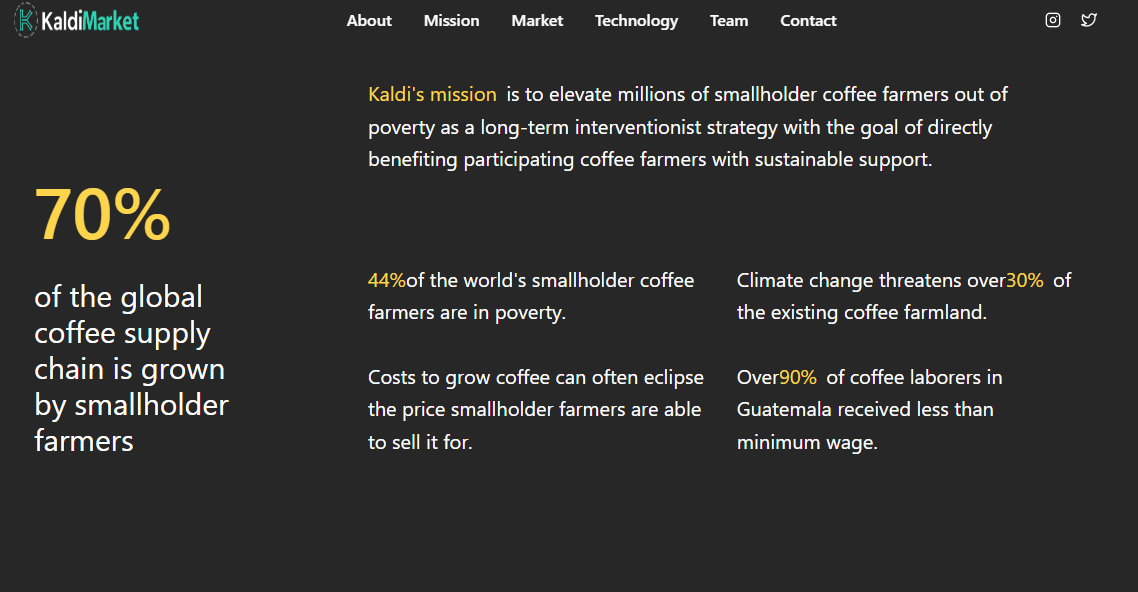 KaldiMarket
About Mission Market Technology Team Contact
Kaldi's mission is to elevate millions of smallholder coffee farmers out of
poverty as a long-term interventionist strategy with the goal of directly
benefiting participating coffee farmers with sustainable support.
70%
of the global
coffee supply
chain is grown
by smallholder
farmers
44%of the world's smallholder coffee
farmers are in poverty.
Climate change threatens over30% of
the existing coffee farmland.
Costs to grow coffee can often eclipse
the price smallholder farmers are able
to sell it for.
Over90% of coffee laborers in
Guatemala received less than
minimum wage.